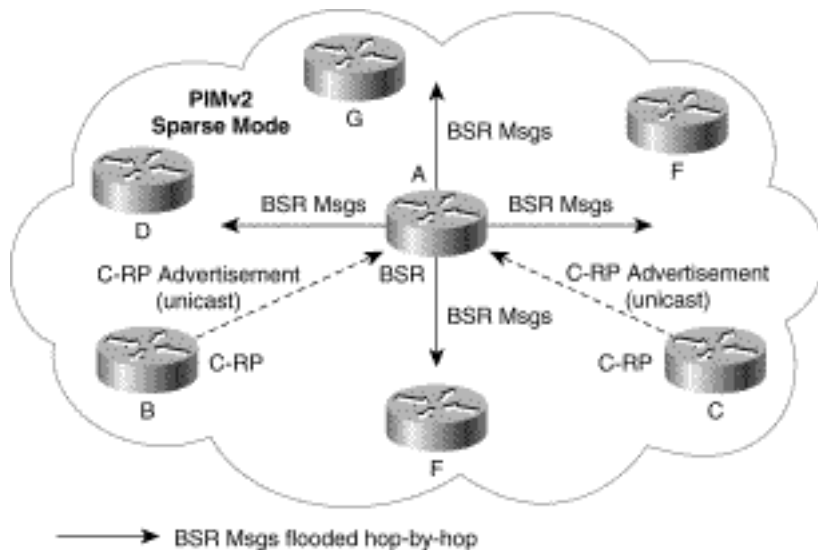 PIMv2
Sparse Mode
G
F
BSR Msgs
A
D
BSR Msgs
BSR Msgs
C-RP Advertisement
(unicast)
BSR
C-RP Advertisement
(unicast)
BSR Msgs
C-RP
C-RP
B
C
F
BSR Msgs flooded hop-by-hop